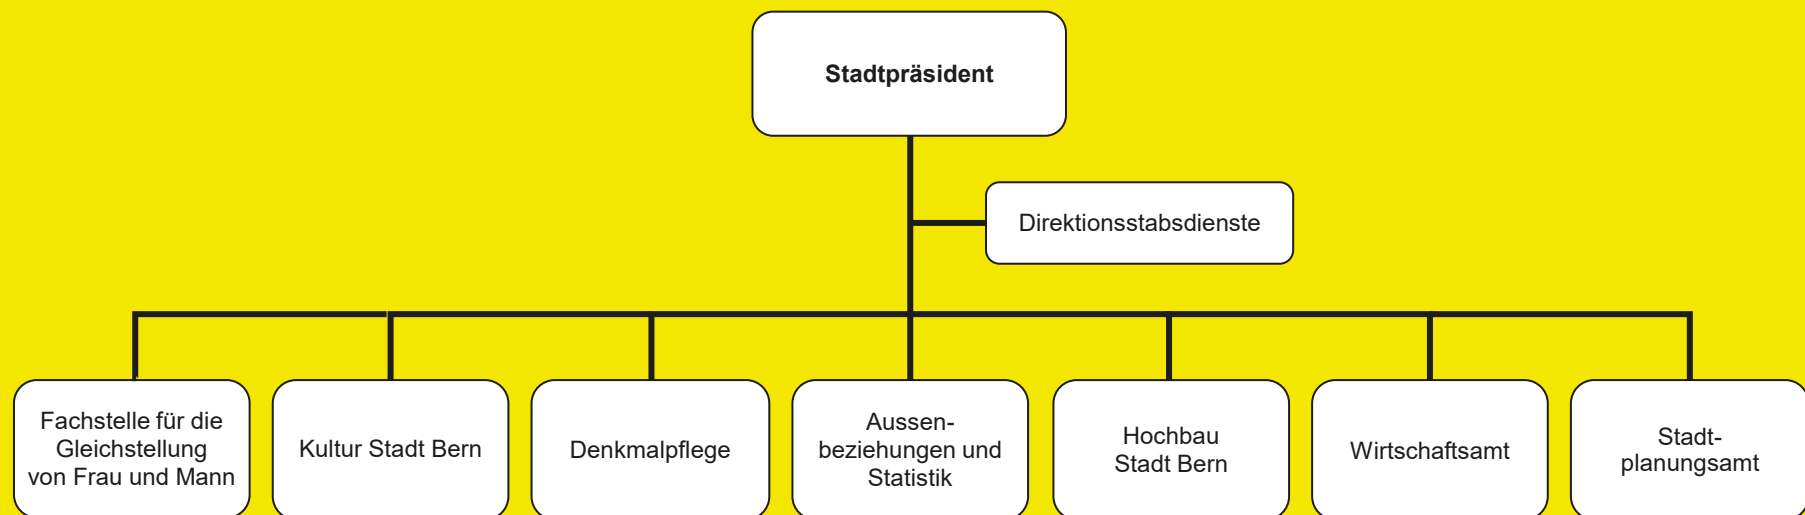 Stadtpräsident
Direktionsstabsdienste
Fachstelle für die
Gleichstellung
von Frau und Mann
Kultur Stadt Bern
Denkmalpflege
Aussen-
beziehungen und
Statistik
Hochbau
Stadt Bern
Wirtschaftsamt
Stadt-
planungsamt